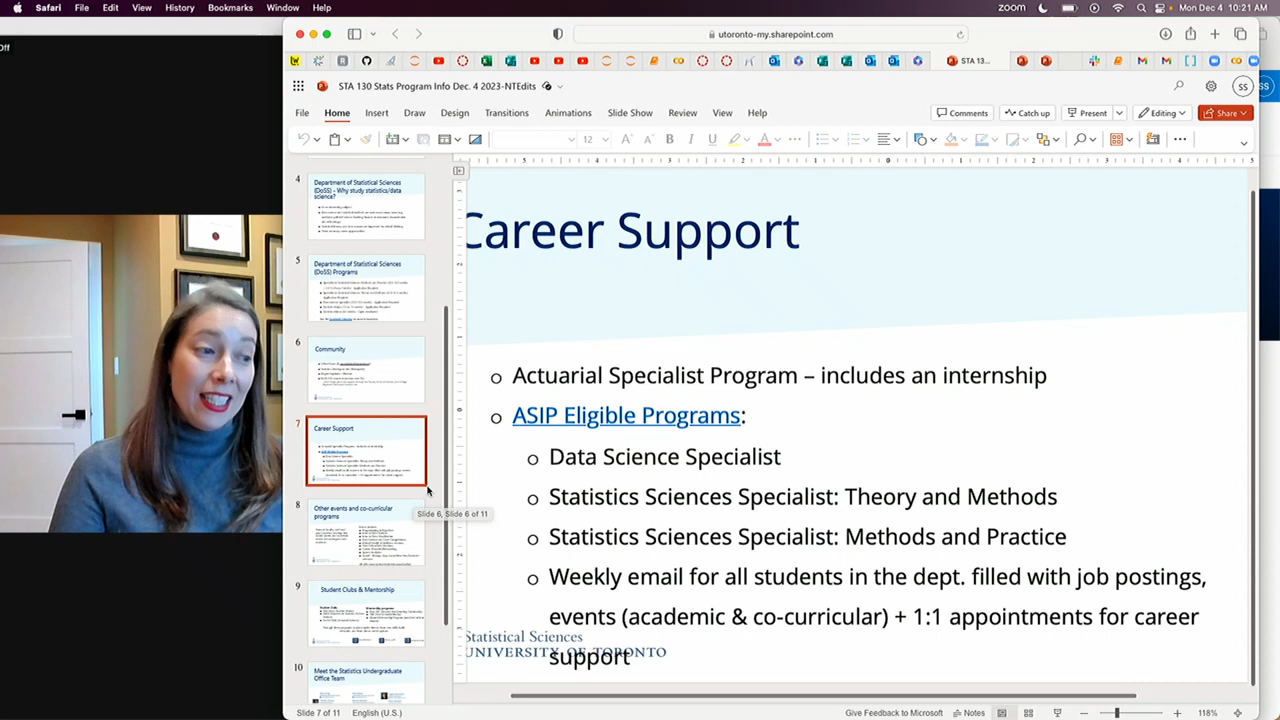 Safari File Edit View History Bookmarks Window Help
zoom Mon Dec 4 10:21 AM
Off
utoronto-my.sharepoint.com
STA 13...
STA 130 Stats Program Info Dec. 4 2023-NTEdits
SS
SS
File Home Insert Draw Design Transitions Animations Slide Show Review View Help
Comments Catch up Present Editing Share
12
4
Department of Statistical Sciences
(DoSS) – Why study statistics/data
science?
5
Department of Statistical Sciences
(DoSS) Programs
6
Community
7
Career Support
8
Other events and co-curricular
programs
9
Student Clubs & Mentorship
10
Meet the Statistics Undergraduate
Office Team
Slide 6, Slide 6 of 11
Career Support
o Actuarial Specialist Program – includes an internship
o ASIP Eligible Programs:
o Data Science Specialist
o Statistics Sciences Specialist: Theory and Methods
o Statistics Sciences Specialist: Methods and Practice
o Weekly email for all students in the dept. filled with job postings,
events (academic & co-curricular) + 1:1 appointments for career
support
Statistical Sciences
UNIVERSITY OF TORONTO
Slide 7 of 11 English (U.S.)
Give Feedback to Microsoft Notes 118%